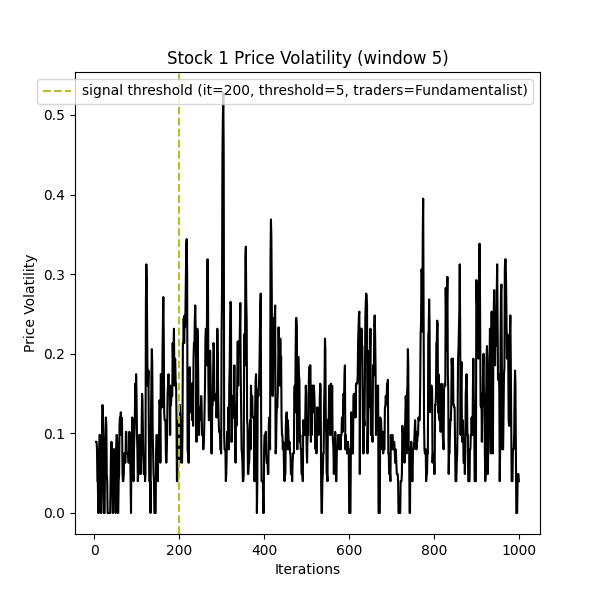 Stock 1 Price Volatility (window 5)
signal threshold (it=200, threshold=5, traders=Fundamentalist)
0.5
0.4
0.3
0.2
0.1
0.0
Price Volatility
0 200 400 600 800 1000
Iterations